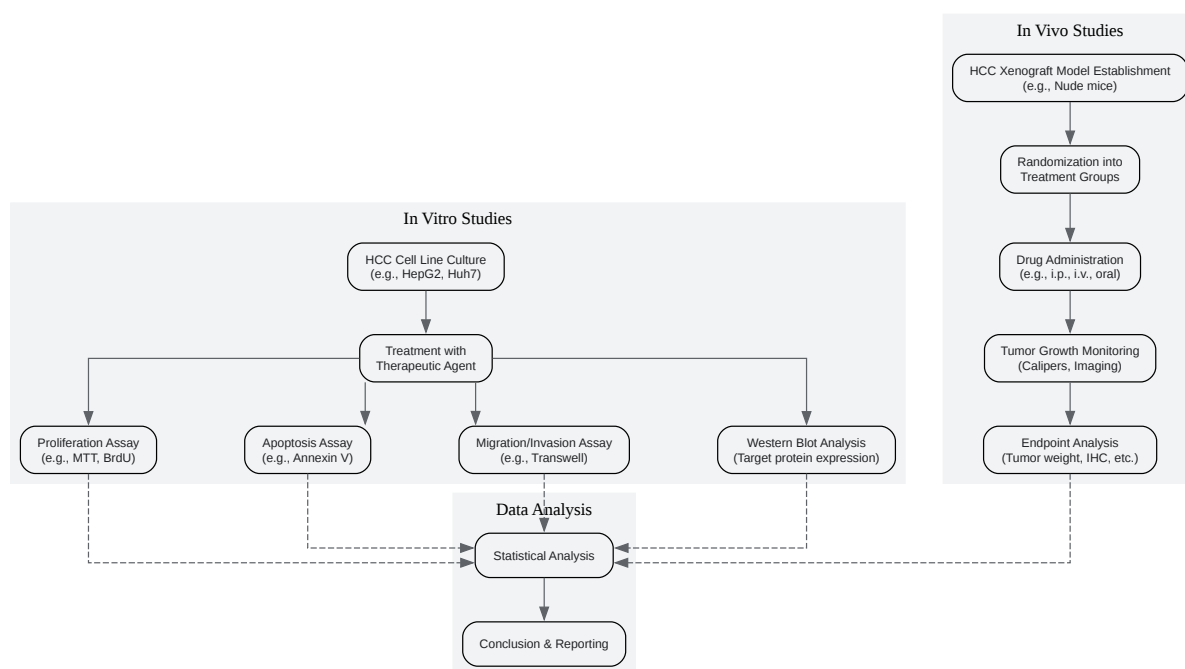 In Vivo Studies
HCC Xenograft Model Establishment
(e.g., Nude mice)
Randomization into
Treatment Groups
Drug Administration
(e.g., i.p., i.v., oral)
Tumor Growth Monitoring
(Calipers, Imaging)
Endpoint Analysis
(Tumor weight, IHC, etc.)
In Vitro Studies
HCC Cell Line Culture
(e.g., HepG2, Huh7)
Treatment with
Therapeutic Agent
Proliferation Assay
(e.g., MTT, BrdU)
Apoptosis Assay
(e.g., Annexin V)
Migration/Invasion Assay
(e.g., Transwell)
Western Blot Analysis
(Target protein expression)
Data Analysis
Statistical Analysis
Conclusion & Reporting